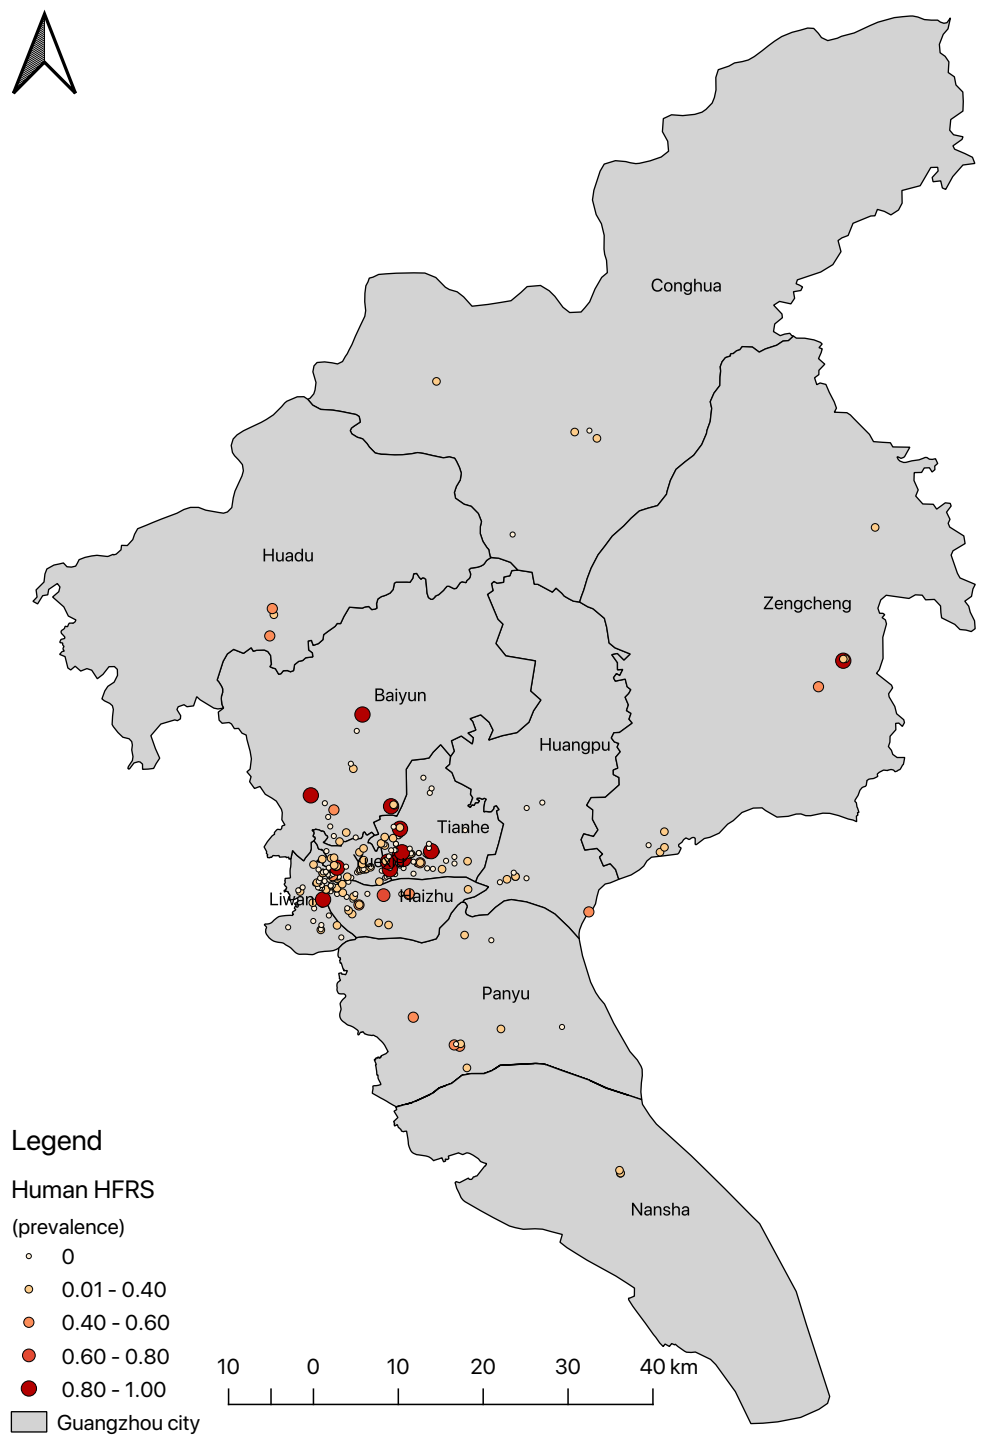 Conghua
Huadu
Zengcheng
Baiyun
Huangpu
Tianhe
Liwan
Haizhu
Panyu
Nansha
Legend
Human HFRS
(prevalence)
0
0.01 - 0.40
0.40 - 0.60
0.60 - 0.80
0.80 - 1.00
Guangzhou city
10 0 10 20 30 40 km